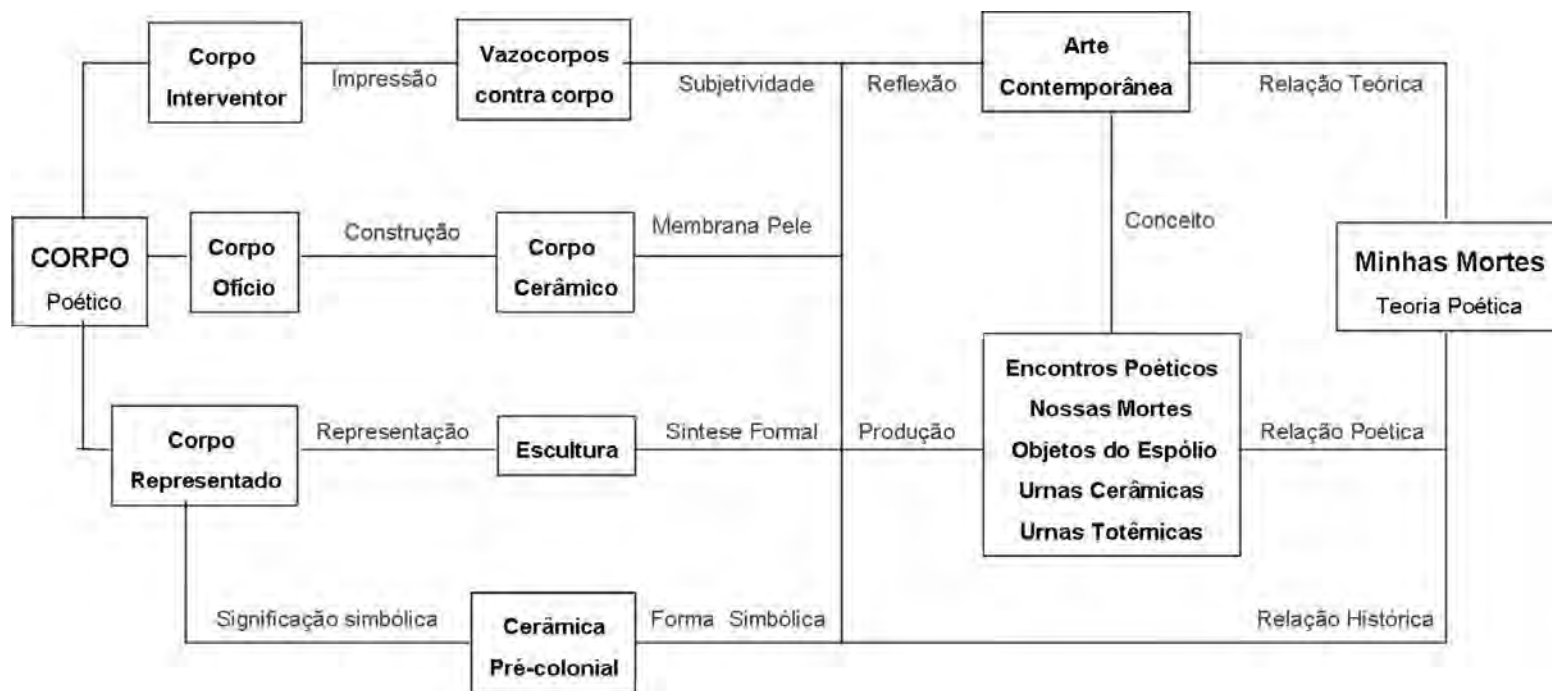 Corpo
Interventor
Impressão
Vazocorpos
contra corpo
Subjetividade
Reflexão
Arte
Contemporânea
Relação Teórica
CORPO
Poético
Corpo
Ofício
Construção
Corpo
Cerâmico
Membrana Pele
Conceito
Minhas Mortes
Teoria Poética
Corpo
Representado
Representação
Escultura
Síntese Formal
Produção
Encontros Poéticos
Nossas Mortes
Objetos do Espólio
Urnas Cerâmicas
Urnas Totêmicas
Relação Poética
Significação simbólica
Cerâmica
Pré-colonial
Forma Simbólica
Relação Histórica